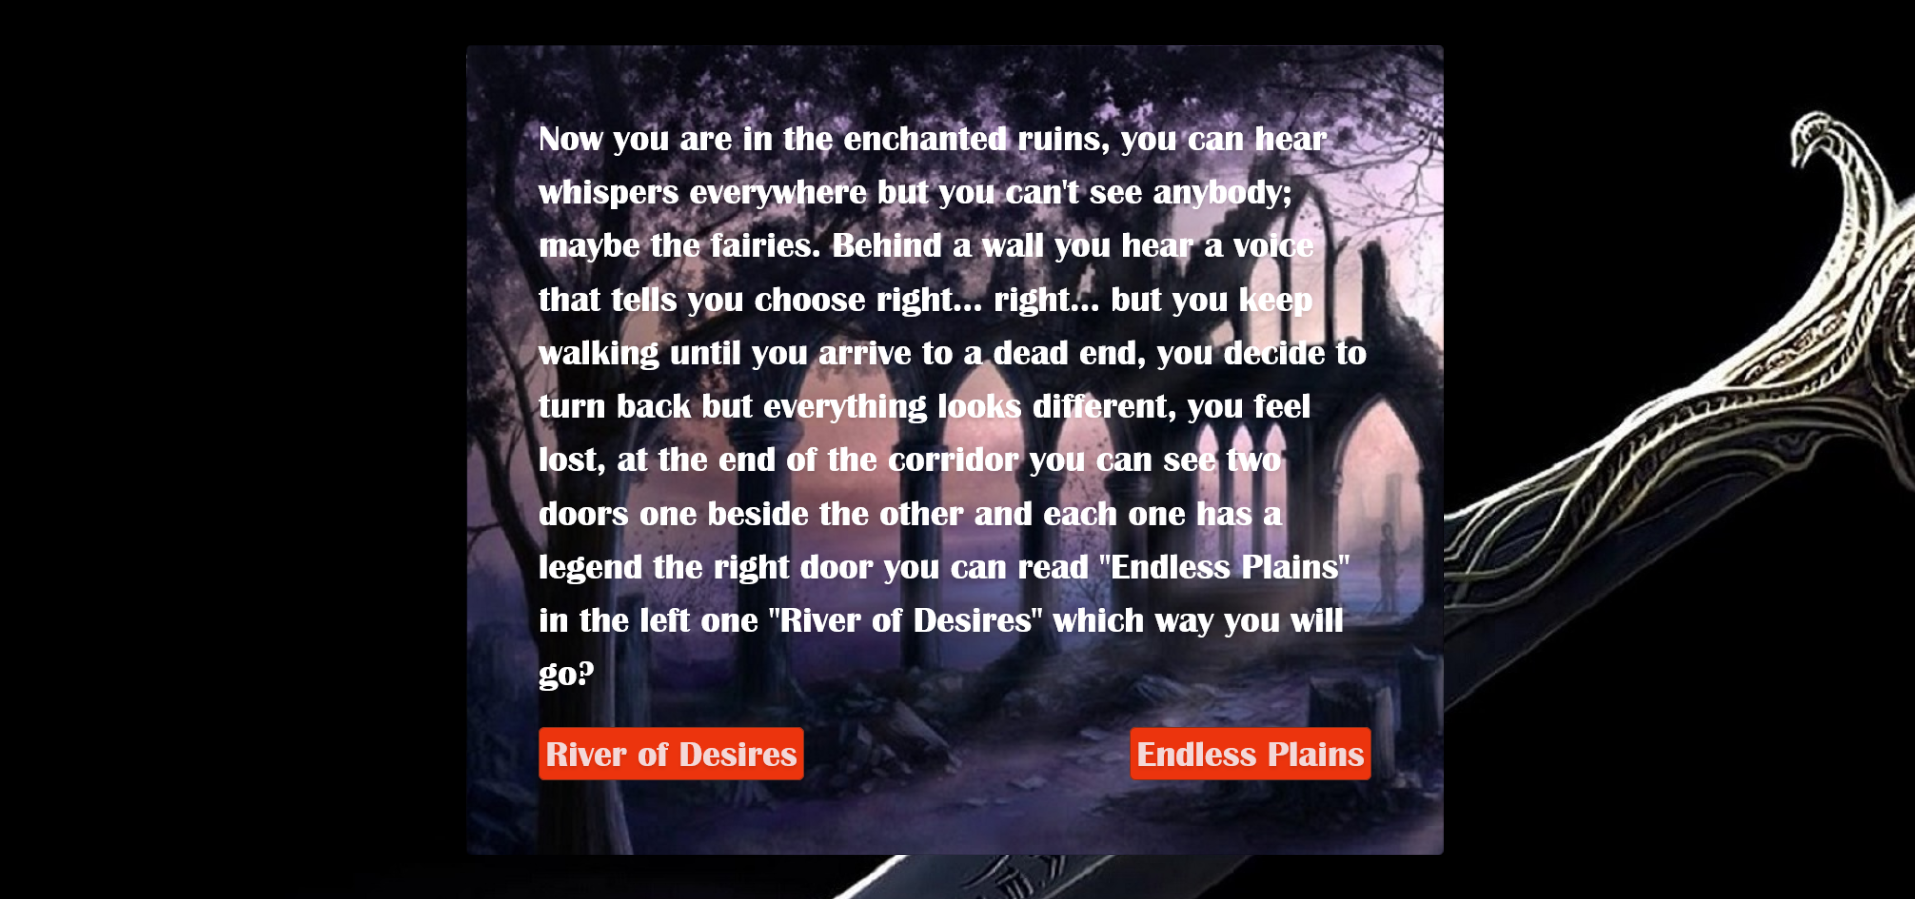 Now you are in the enchanted ruins, you can hear
whispers everywhere but you can't see anybody;
maybe the fairies. Behind a wall you hear a voice
that tells you choose right... right... but you keep
walking until you arrive to a dead end, you decide to
turn back but everything looks different, you feel
lost, at the end of the corridor you can see two
doors one beside the other and each one has a
legend the right door you can read "Endless Plains"
in the left one "River of Desires" which way you will
go?
River of Desires
Endless Plains